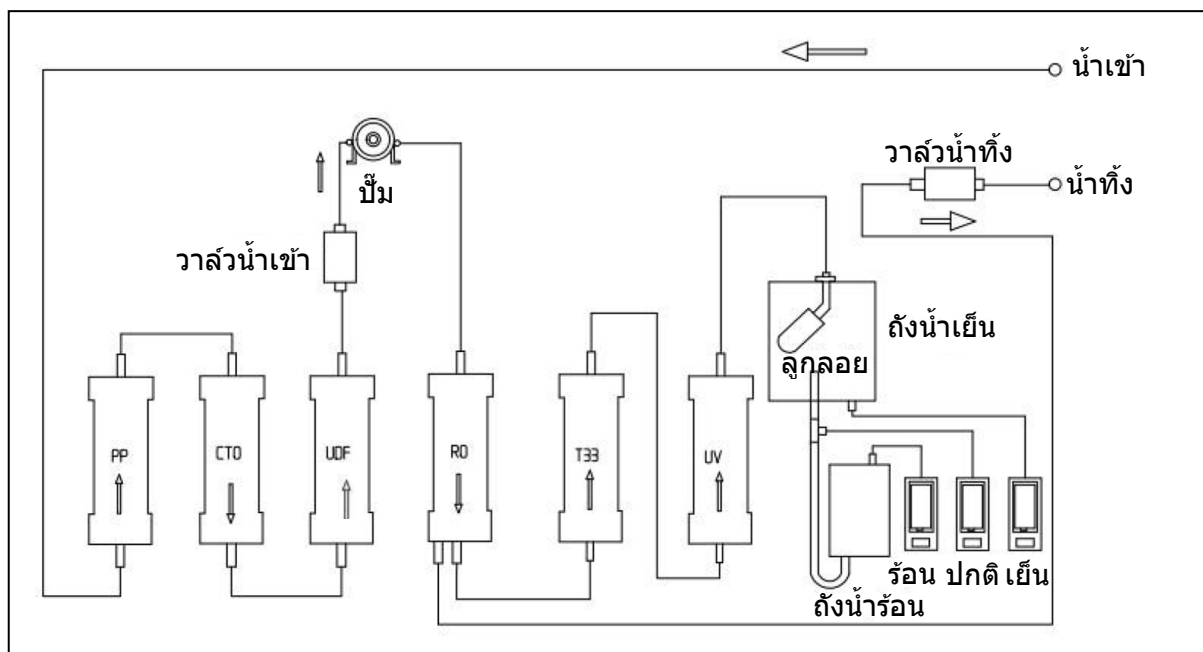 น้ำเข้า
วาล์วน้ำทิ้ง
น้ำทิ้ง
ปั๊ม
วาล์วน้ำเข้า
ถังน้ำเย็น
ลูกลอย
PP
CTO
UDF
RO
T33
UV
ร้อน ปกติ เย็น
ถังน้ำร้อน